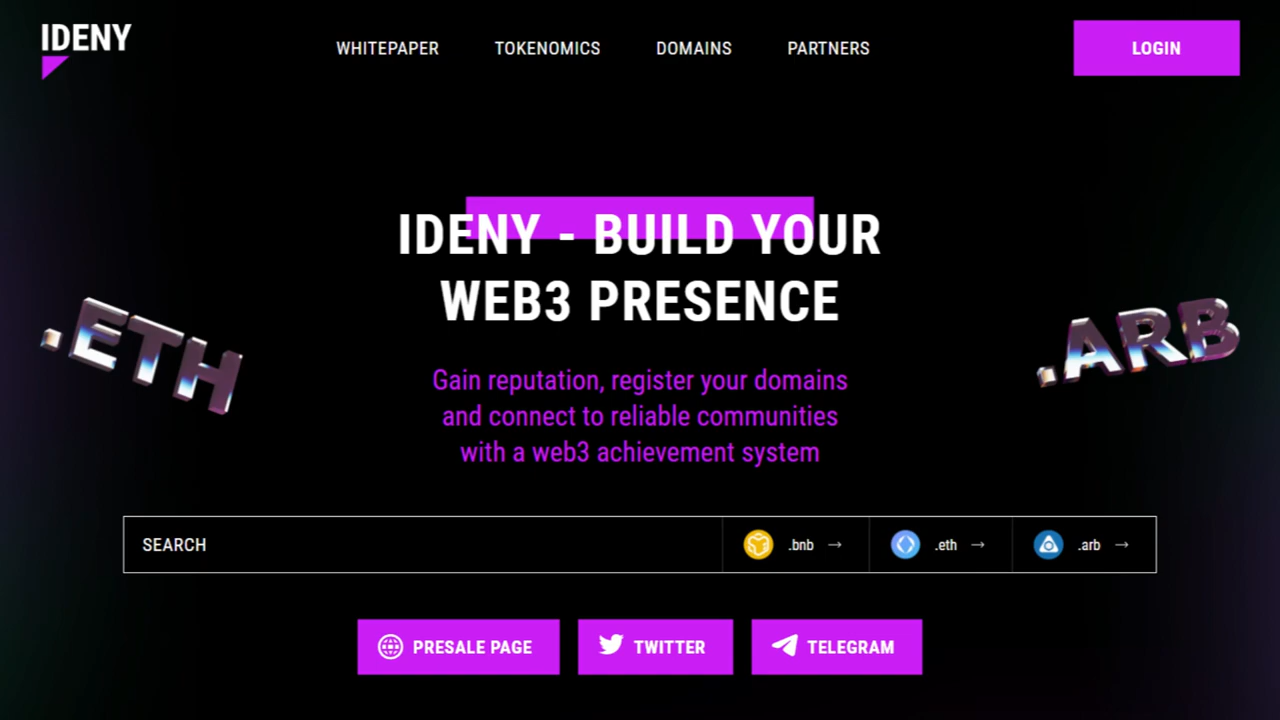 IDENY
WHITEPAPER
TOKENOMICS
DOMAINS
PARTNERS
LOGIN
IDENY - BUILD YOUR
WEB3 PRESENCE
.ETH
.ARB
Gain reputation, register your domains
and connect to reliable communities
with a web3 achievement system
SEARCH
.bnb →
.eth →
.arb →
PRESALE PAGE
TWITTER
TELEGRAM